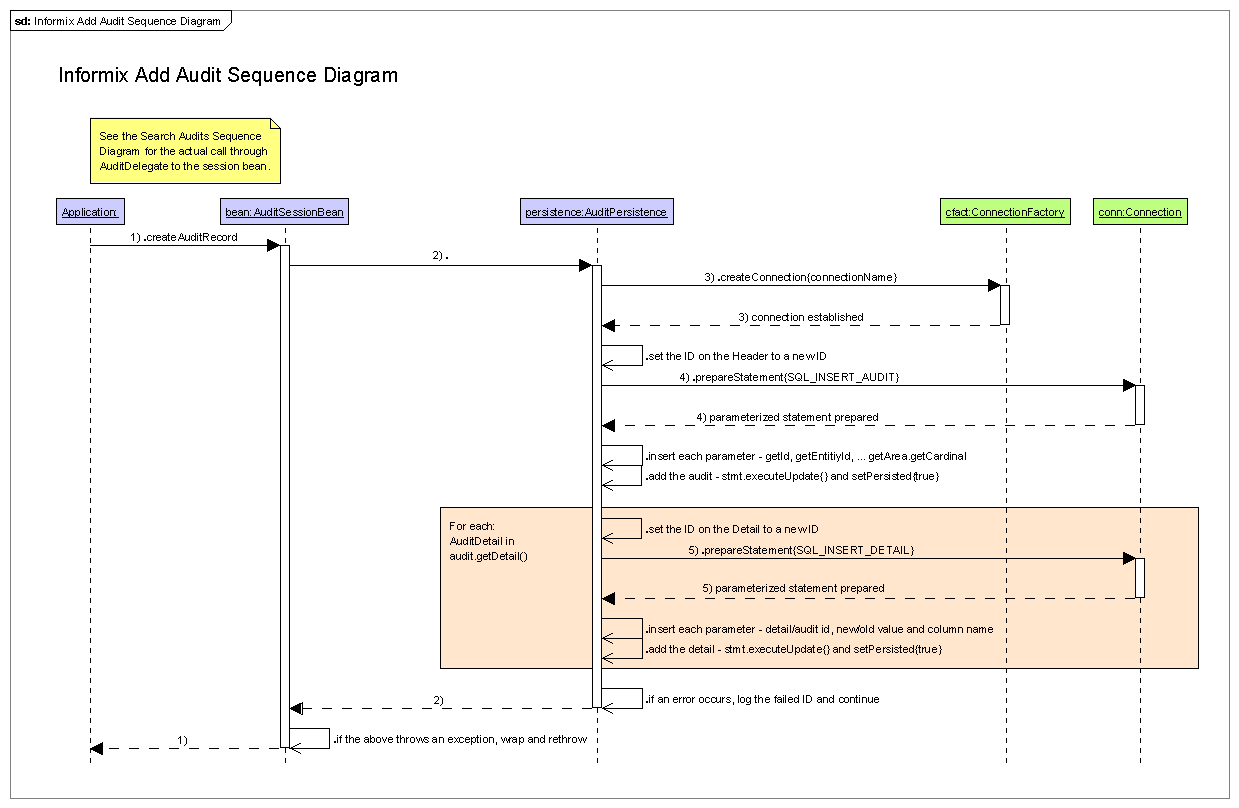 sd: Informix Add Audit Sequence Diagram
Informix Add Audit Sequence Diagram
See the Search Audits Sequence
Diagram for the actual call through
AuditDelegate to the session bean.
Application:
bean:AuditSessionBean
persistence:AuditPersistence
cfact:ConnectionFactory
conn:Connection
1) .createAuditRecord
2) .
3) .createConnection{connectionName}
3) connection established
.set the ID on the Header to a new ID
4) .prepareStatement{SQL_INSERT_AUDIT}
4) parameterized statement prepared
.insert each parameter - getId, getEntitiyId, ... getArea.getCardinal
.add the audit - stmt.executeUpdate{} and setPersisted{true}
For each:
AuditDetail in
audit.getDetail()
.set the ID on the Detail to a new ID
5) .prepareStatement{SQL_INSERT_DETAIL}
5) parameterized statement prepared
.insert each parameter - detail/audit id, new/old value and column name
.add the detail - stmt.executeUpdate{} and setPersisted{true}
.if an error occurs, log the failed ID and continue
2)
.if the above throws an exception, wrap and rethrow
1)